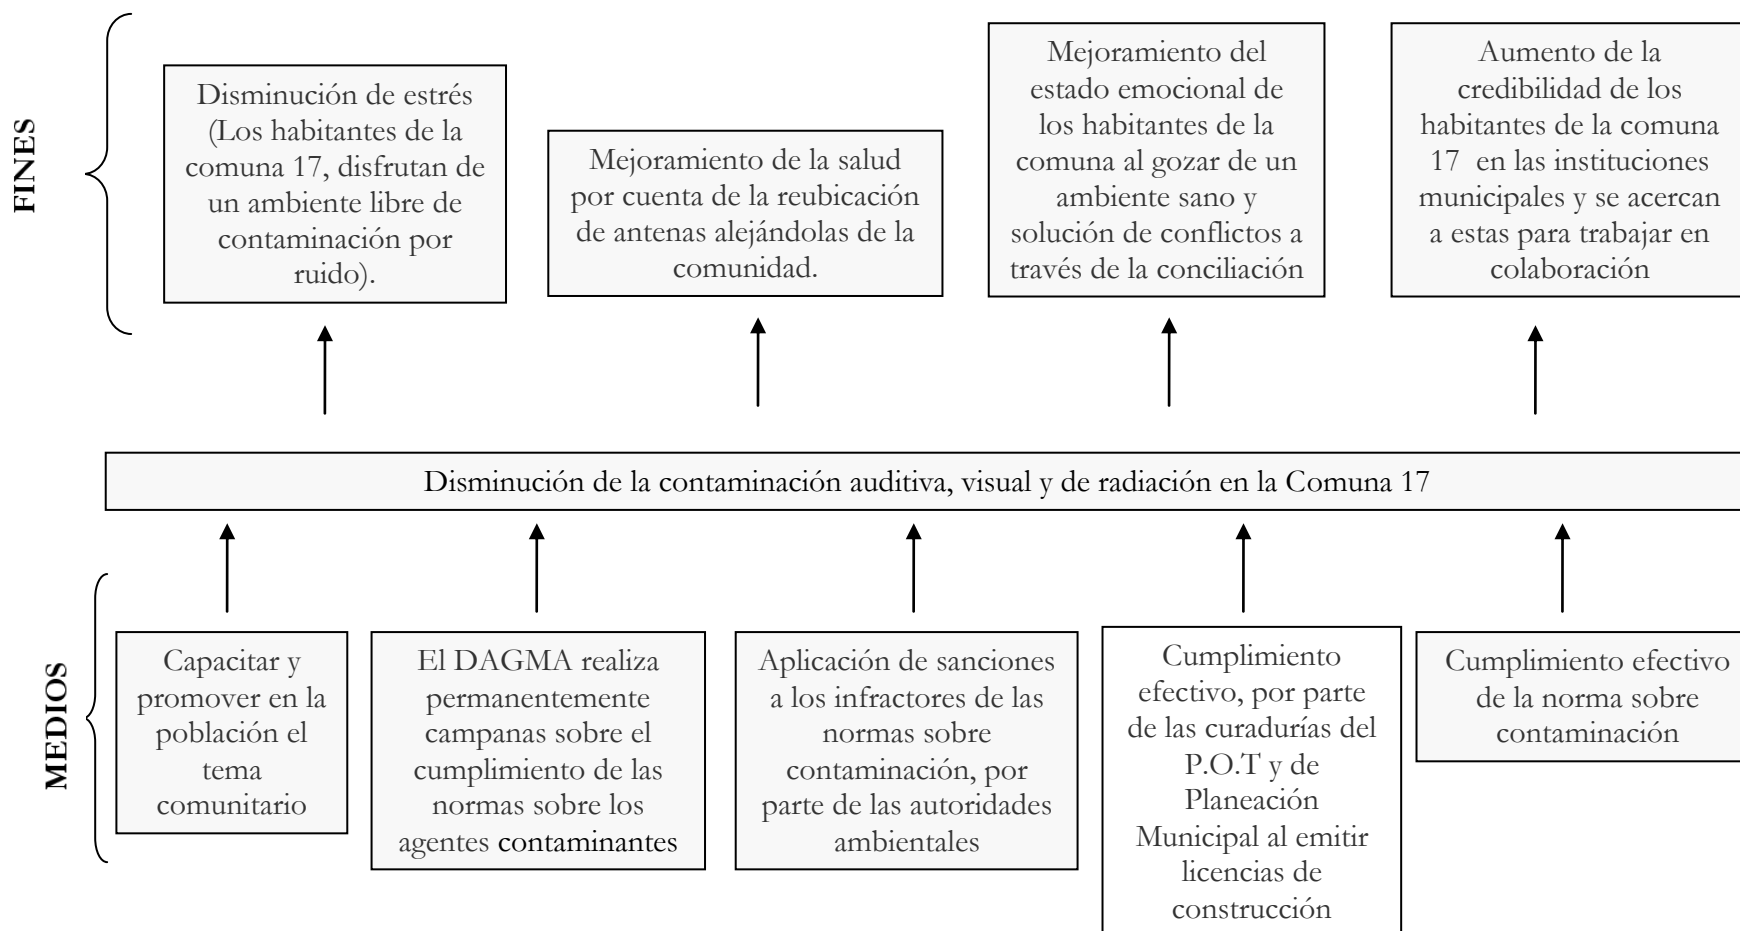 FINES
Disminución de estrés
(Los habitantes de la
comuna 17, disfrutan de
un ambiente libre de
contaminación por
ruido).
Mejoramiento de la salud
por cuenta de la reubicación
de antenas alejándolas de la
comunidad.
Mejoramiento del
estado emocional de
los habitantes de la
comuna al gozar de un
ambiente sano y
solución de conflictos a
través de la conciliación
Aumento de la
credibilidad de los
habitantes de la comuna
17 en las instituciones
municipales y se acercan
a estas para trabajar en
colaboración
Disminución de la contaminación auditiva, visual y de radiación en la Comuna 17
MEDIOS
Capacitar y
promover en la
población el
tema
comunitario
El DAGMA realiza
permanentemente
campanas sobre el
cumplimiento de las
normas sobre los
agentes contaminantes
Aplicación de sanciones
a los infractores de las
normas sobre
contaminación, por
parte de las autoridades
ambientales
Cumplimiento
efectivo, por parte
de las curadurías del
P.O.T y de
Planeación
Municipal al emitir
licencias de
construcción
Cumplimiento efectivo
de la norma sobre
contaminación